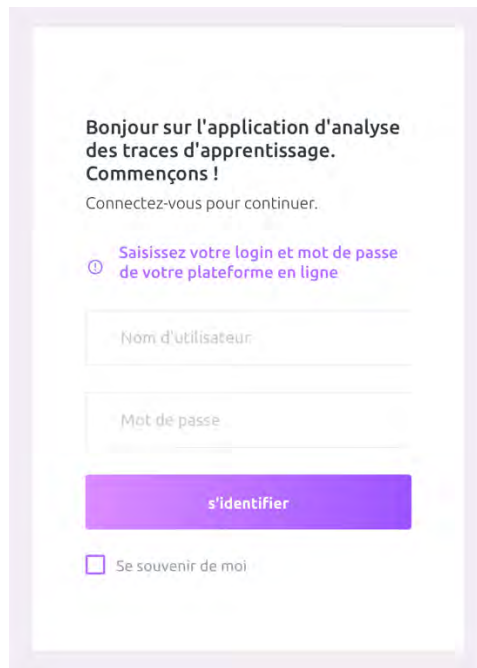 Bonjour sur l'application d'analyse
des traces d'apprentissage.
Commençons !
Connectez-vous pour continuer.
Saisissez votre login et mot de passe
de votre plateforme en ligne
Nom d'utilisateur
Mot de passe
s'identifier
Se souvenir de moi